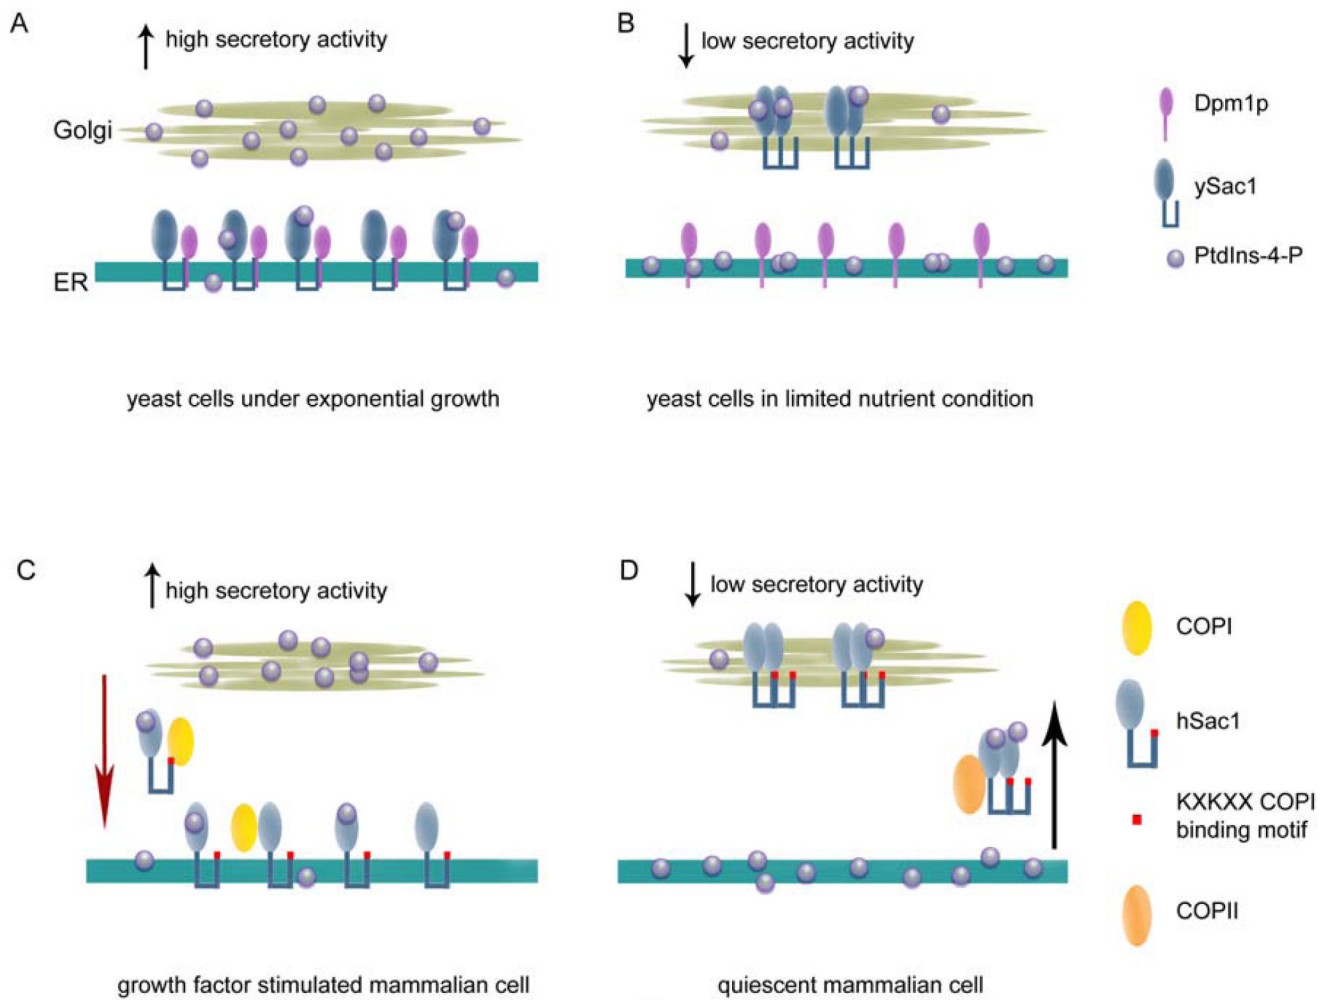 A
high secretory activity
Golgi
ER
yeast cells under exponential growth
B
low secretory activity
yeast cells in limited nutrient condition
Dpm1p
ySac1
PtdIns-4-P
C
high secretory activity
growth factor stimulated mammalian cell
D
low secretory activity
quiescent mammalian cell
COPI
hSac1
KXKXX COPI
binding motif
COPII